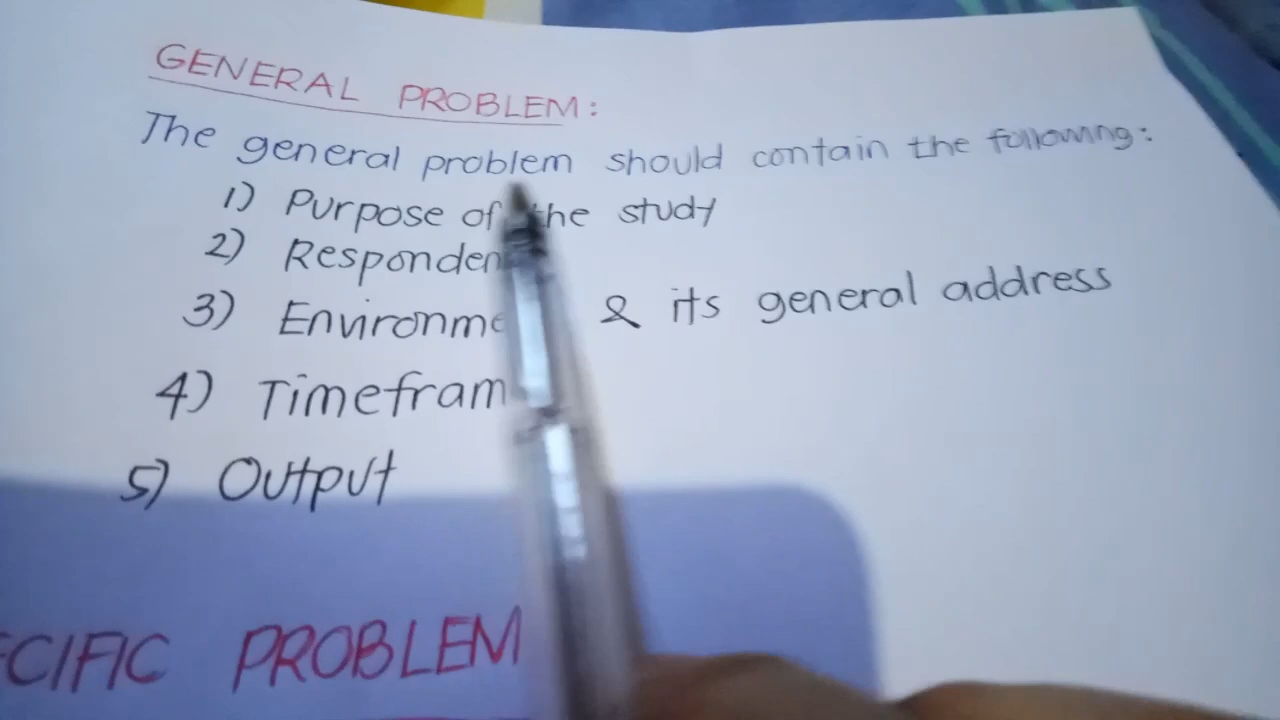 GENERAL PROBLEM:
The general problem should contain the following:
1) Purpose of the study
2) Responden
3) Environme & its general address
4) Timefram
5) Output
CIFIC PROBLEM